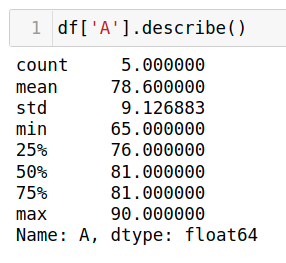 1 df['A'].describe()
count 5.000000
mean 78.600000
std 9.126883
min 65.000000
25% 76.000000
50% 81.000000
75% 81.000000
max 90.000000
Name: A, dtype: float64